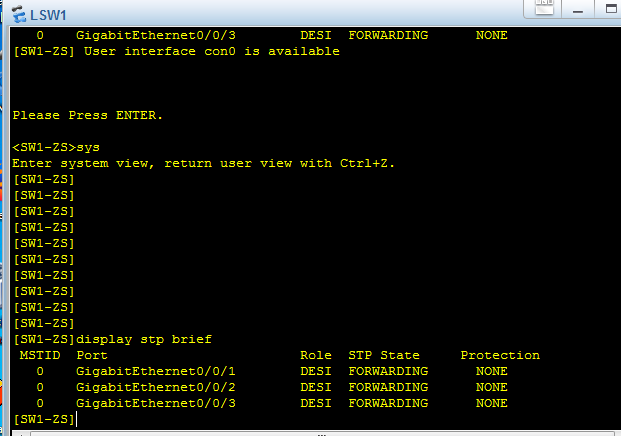 LSW1
0 GigabitEthernet0/0/3 DESI FORWARDING NONE
[SW1-ZS] User interface con0 is available
Please Press ENTER.
<SW1-ZS>sys
Enter system view, return user view with Ctrl+Z.
[SW1-ZS]
[SW1-ZS]
[SW1-ZS]
[SW1-ZS]
[SW1-ZS]
[SW1-ZS]
[SW1-ZS]
[SW1-ZS]
[SW1-ZS]
[SW1-ZS]
[SW1-ZS]display stp brief
MSTID Port Role STP State Protection
0 GigabitEthernet0/0/1 DESI FORWARDING NONE
0 GigabitEthernet0/0/2 DESI FORWARDING NONE
0 GigabitEthernet0/0/3 DESI FORWARDING NONE
[SW1-ZS]